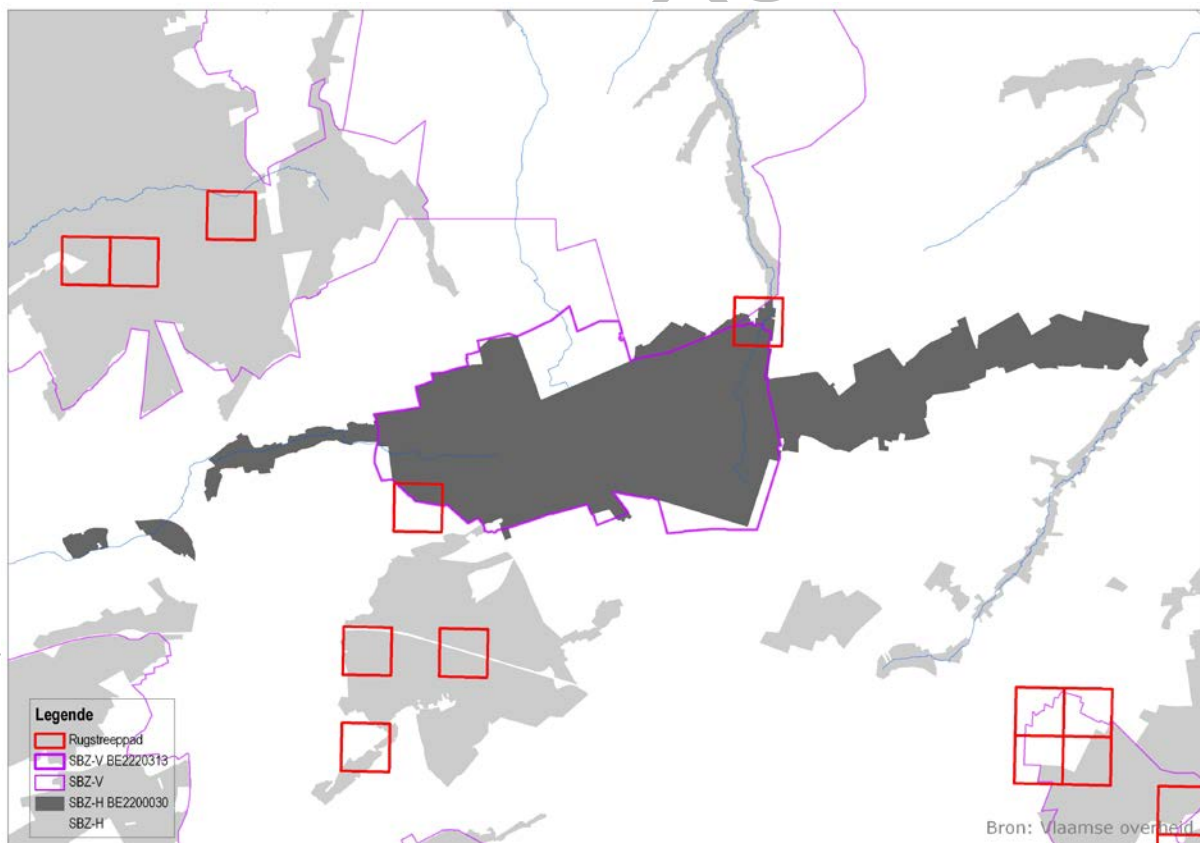 Legende
Rugstreeppad
SBZ-V BE2220313
SBZ-V
SBZ-H BE2200030
SBZ-H
Bron: Vlaamse overheid